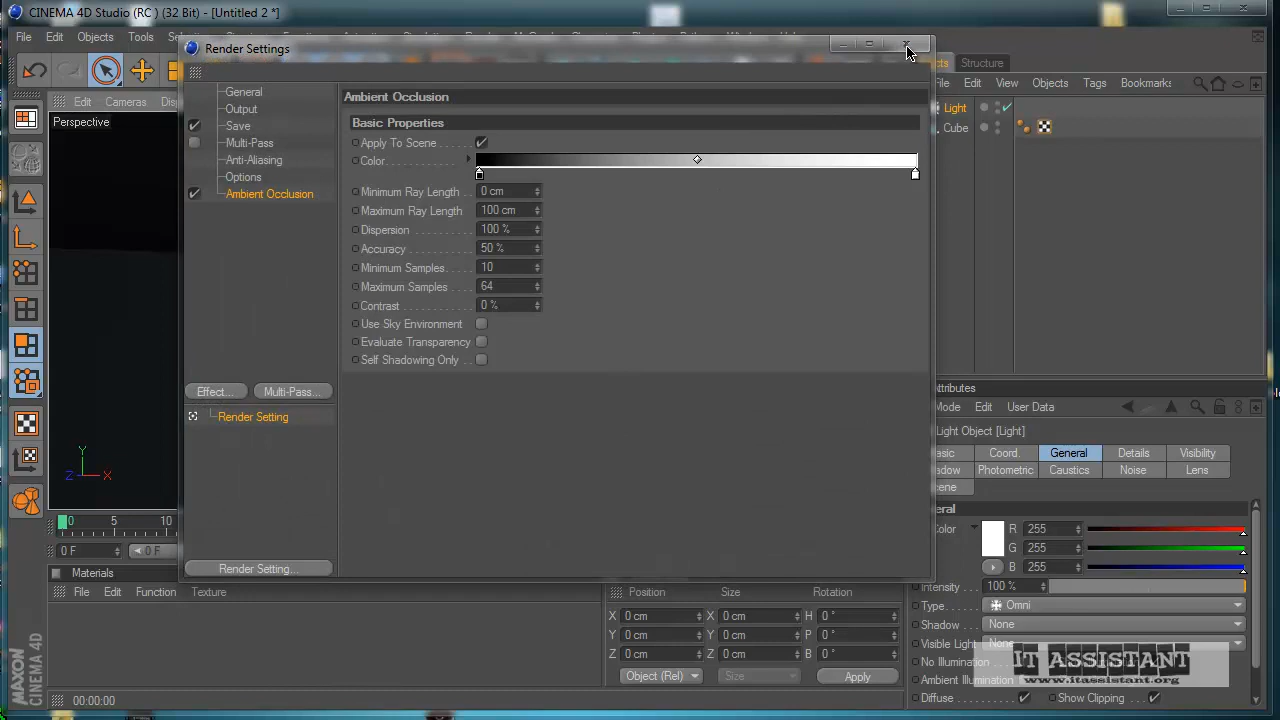 CINEMA 4D Studio (RC ) (32 Bit) - [Untitled 2 *]
File Edit Objects Tools
Render Settings
Structure
Edit View Objects Tags Bookmarks
Edit Cameras
Perspective
Light
Cube
General
Output
Save
Multi-Pass
Anti-Aliasing
Options
Ambient Occlusion
Effect... Multi-Pass...
Render Setting
Render Setting...
Ambient Occlusion
Basic Properties
Apply To Scene
Color
Minimum Ray Length 0 cm
Maximum Ray Length 100 cm
Dispersion 100 %
Accuracy 50 %
Minimum Samples 10
Maximum Samples 64
Contrast 0 %
Use Sky Environment
Evaluate Transparency
Self Shadowing Only
Y
Z X
0 5 10
0 F 0 F
Materials
File Edit Function Texture
Position Size Rotation
X 0 cm X 0 cm H 0 °
Y 0 cm Y 0 cm P 0 °
Z 0 cm Z 0 cm B 0 °
Object (Rel) Size Apply
00:00:00
MAXON
CINEMA 4D
Mode Edit User Data
Light Object [Light]
Coord. General Details Visibility
Photometric Caustics Noise Lens
R 255
G 255
B 255
Intensity 100 %
Type Omni
Shadow None
Visible Light None
No Illumination
Ambient Illumination
Diffuse Show Clipping
IT ASSISTANT
www.itassistant.org